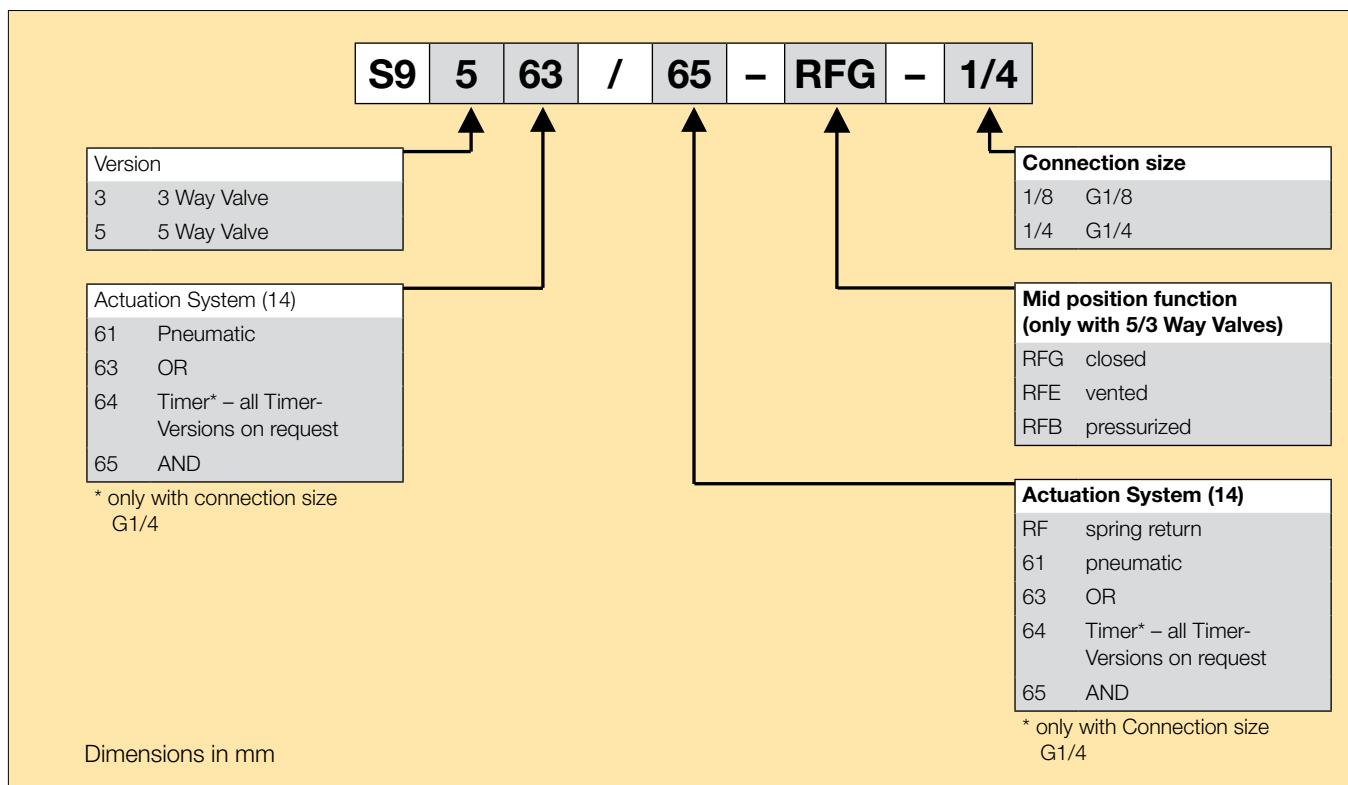 S9 5 63 / 65 – RFG – 1/4
Version
3 3 Way Valve
5 5 Way Valve
Actuation System (14)
61 Pneumatic
63 OR
64 Timer* – all Timer-
Versions on request
65 AND
* only with connection size
G1/4
Connection size
1/8 G1/8
1/4 G1/4
Mid position function
(only with 5/3 Way Valves)
RFG closed
RFE vented
RFB pressurized
Actuation System (14)
RF spring return
61 pneumatic
63 OR
64 Timer* – all Timer-
Versions on request
65 AND
* only with Connection size
G1/4
Dimensions in mm